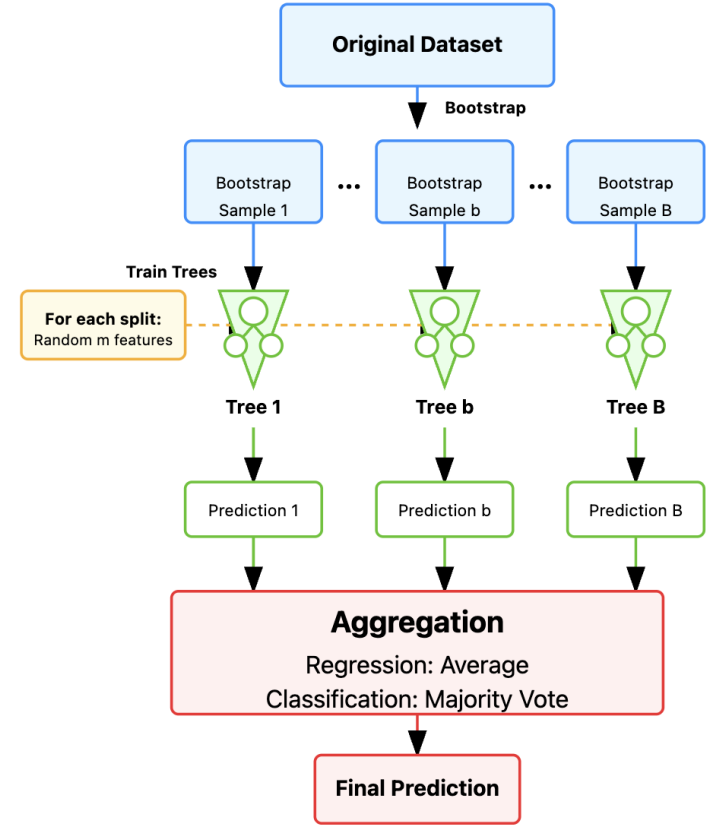 Original Dataset
Bootstrap
Bootstrap
Sample 1
...
Bootstrap
Sample b
...
Bootstrap
Sample B
Train Trees
For each split:
Random m features
Tree 1
Tree b
Tree B
Prediction 1
Prediction b
Prediction B
Aggregation
Regression: Average
Classification: Majority Vote
Final Prediction